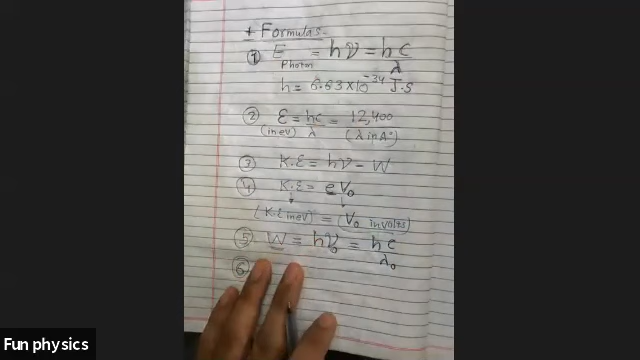 + Formulas
① E Photon = hν = hc/λ
h = 6.63×10⁻³⁴ J·S
② E = hc/λ = 12,400
(in ev) (λ in A°)
③ K.E = hν - W
④ K.E = eV₀
(K.E in ev) = (V₀ in volts)
⑤ W = hν₀ = hc/λ₀
⑥
Fun physics